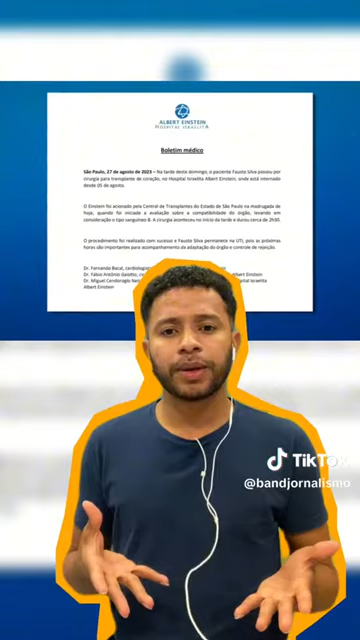 ALBERT EINSTEIN
HOSPITAL ISRAELITA
Boletim médico
São Paulo, 27 de agosto de 2023 – Na tarde deste domingo, o paciente Fausto Silva passou por
cirurgia para transplante de coração, no Hospital Israelita Albert Einstein, onde está internado
desde 05 de agosto.
O Einstein foi acionado pela Central de Transplantes do Estado de São Paulo na madrugada de
hoje, quando foi iniciada a avaliação sobre a compatibilidade do órgão, levando em
consideração o tipo sanguíneo B. A cirurgia aconteceu no início da tarde e durou cerca de 2h30.
O procedimento foi realizado com sucesso e Fausto Silva permanece na UTI, pois as próximas
horas são importantes para acompanhamento da adaptação do órgão e controle de rejeição.
Dr. Fernando Bacal, cardiologis
Dr. Fábio Antônio Gaiotto, c Albert Einstein
Dr. Miguel Cendoroglo Net pital Israelita
Albert Einstein
TikTok
@bandjornalismo